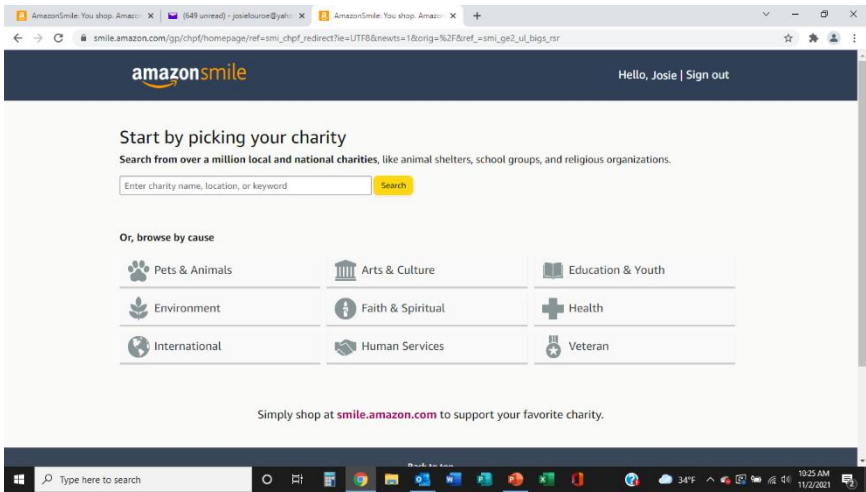 AmazonSmile: You shop. Amazon
(649 unread) - josielouroe@yaho
AmazonSmile: You shop. Amazon
smile.amazon.com/gp/chpf/homepage/ref=smi_chpf_redirect?ie=UTF8&newts=1&orig=%2F&ref_=smi_ge2_ul_bigs_rsr
amazonsmile
Hello, Josie | Sign out
Start by picking your charity
Search from over a million local and national charities, like animal shelters, school groups, and religious organizations.
Enter charity name, location, or keyword
Search
Or, browse by cause
Pets & Animals
Arts & Culture
Education & Youth
Environment
Faith & Spiritual
Health
International
Human Services
Veteran
Simply shop at smile.amazon.com to support your favorite charity.
Back to top
Type here to search
34°F
10:25 AM
11/2/2021